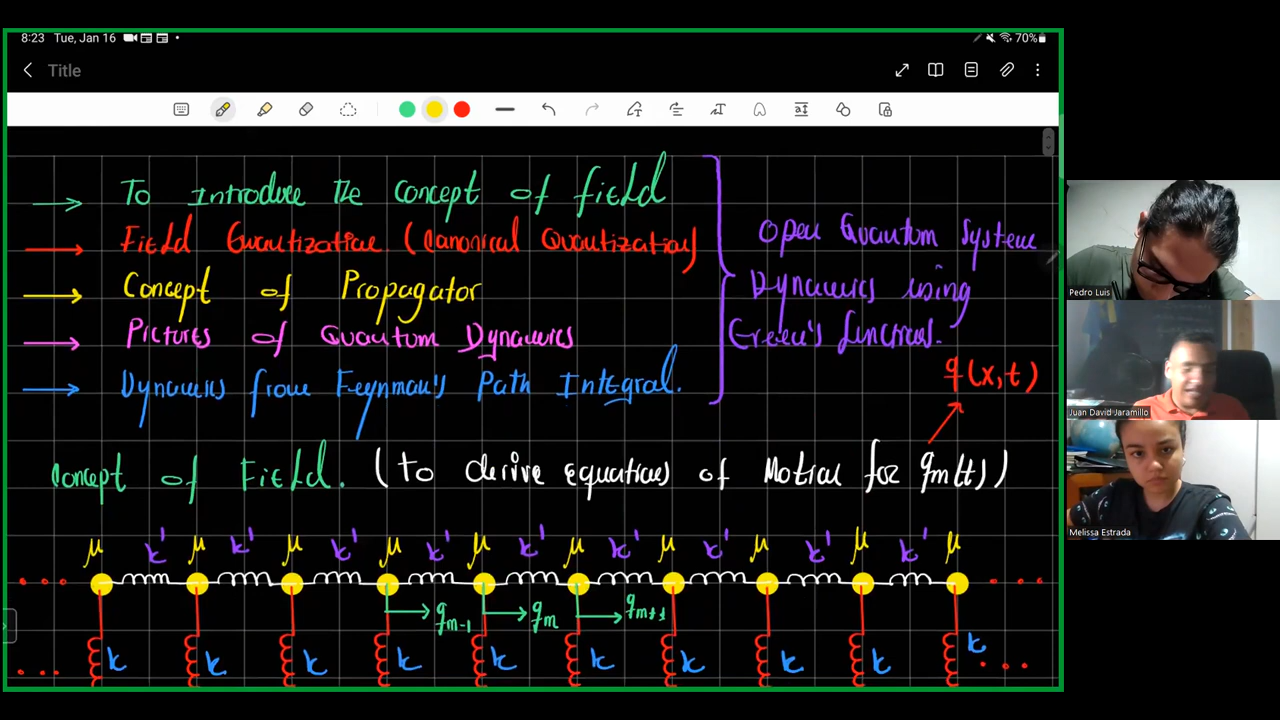 8:23 Tue, Jan 16 70%
Title
→ To Introduce the Concept of field
→ Field Quantization (Canonical Quantization)
→ Concept of Propagator
→ Pictures of Quantum Dynamics
→ Dynamics from Feynman's Path Integral.
Open Quantum System
Dynamics using
Green's functions.
q(x,t)
Concept of Field. (to derive equations of Motion for qm(t))
μ k' μ k' μ k' μ k' μ k' μ k' μ k' μ k' μ k' μ
qm-1 qm qm+1
k k k k k k k k k k
Pedro Luis
Juan David Jaramillo
Melissa Estrada